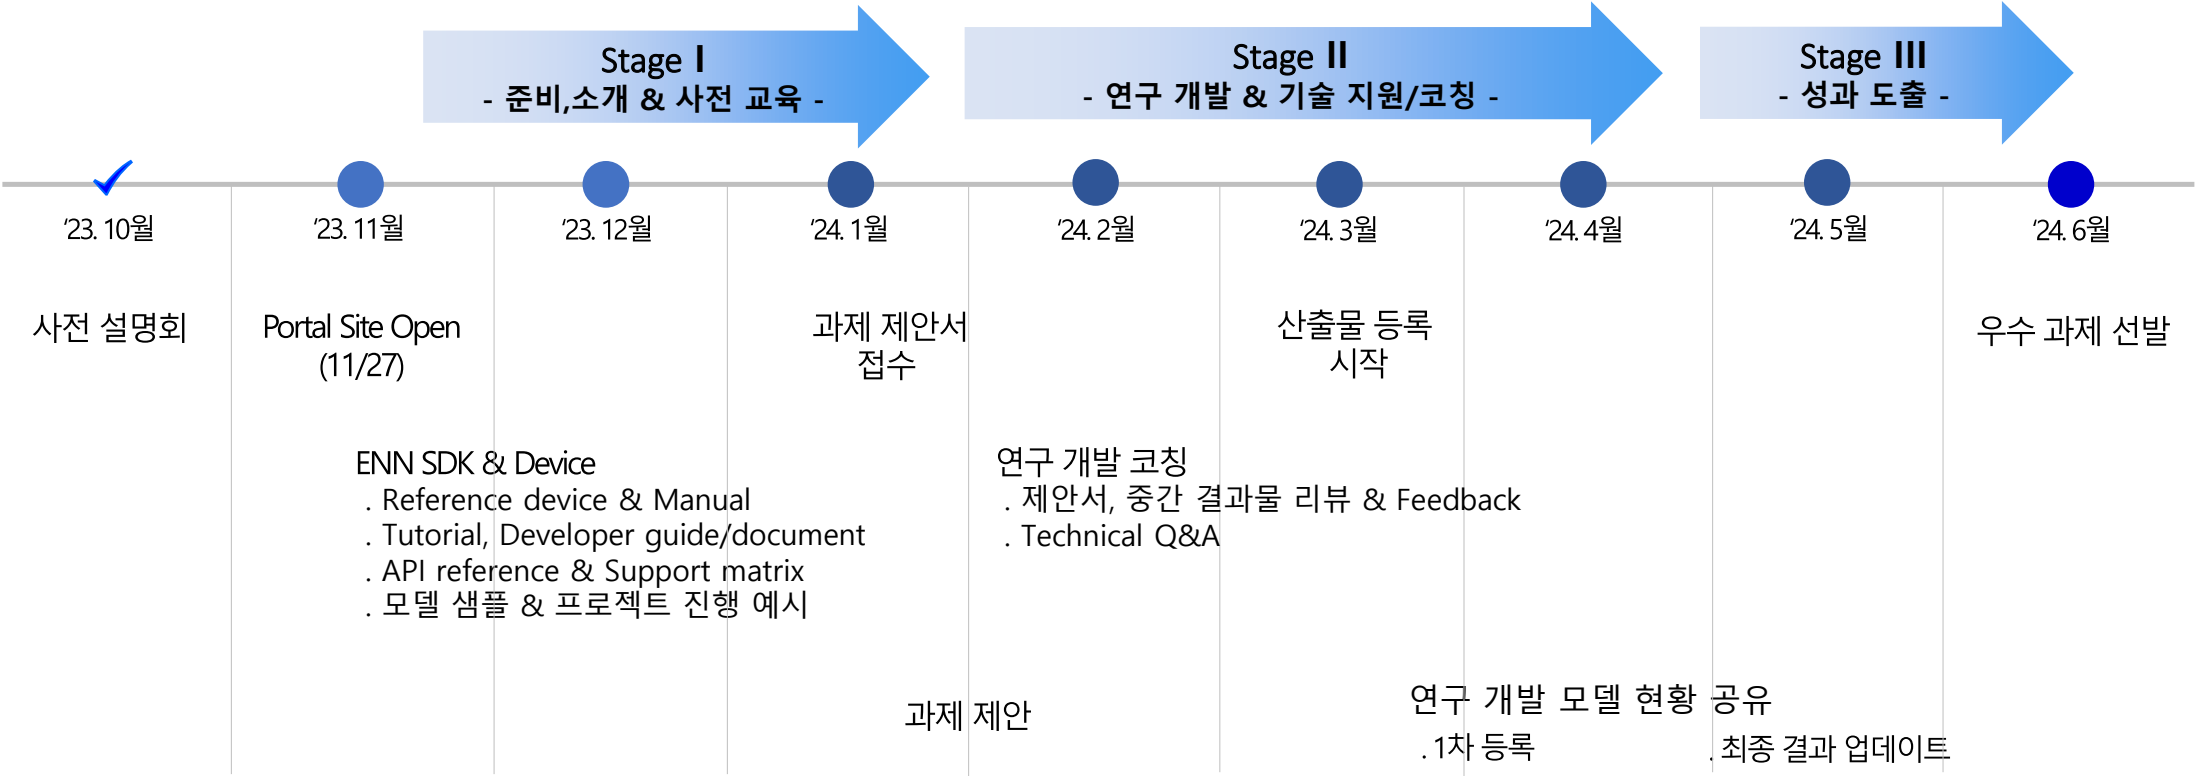 Stage I
- 준비,소개 & 사전 교육 -
Stage II
- 연구 개발 & 기술 지원/코칭 -
Stage III
- 성과 도출 -
‘23. 10월
‘23. 11월
‘23. 12월
‘24. 1월
‘24. 2월
‘24. 3월
‘24. 4월
‘24. 5월
‘24. 6월
사전 설명회
Portal Site Open
(11/27)
과제 제안서
접수
산출물 등록
시작
우수 과제 선발
ENN SDK & Device
. Reference device & Manual
. Tutorial, Developer guide/document
. API reference & Support matrix
. 모델 샘플 & 프로젝트 진행 예시
연구 개발 코칭
. 제안서, 중간 결과물 리뷰 & Feedback
. Technical Q&A
과제 제안
연구 개발 모델 현황 공유
. 1차 등록
. 최종 결과 업데이트